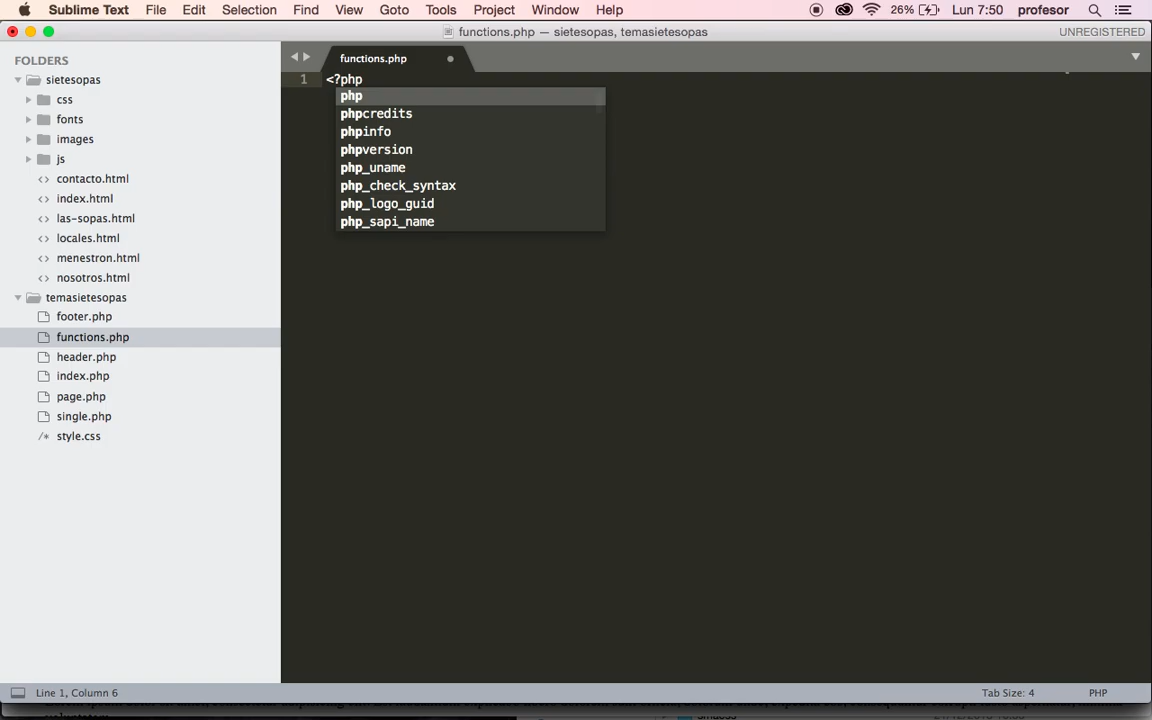 Sublime Text File Edit Selection Find View Goto Tools Project Window Help 26% Lun 7:50 profesor
functions.php — sietesopas, temasietesopas UNREGISTERED
FOLDERS
sietesopas
css
fonts
images
js
<> contacto.html
<> index.html
<> las-sopas.html
<> locales.html
<> menestron.html
<> nosotros.html
temasietesopas
footer.php
functions.php
header.php
index.php
page.php
single.php
/* style.css
functions.php
1 <?php
php
phpcredits
phpinfo
phpversion
php_uname
php_check_syntax
php_logo_guid
php_sapi_name
Line 1, Column 6 Tab Size: 4 PHP